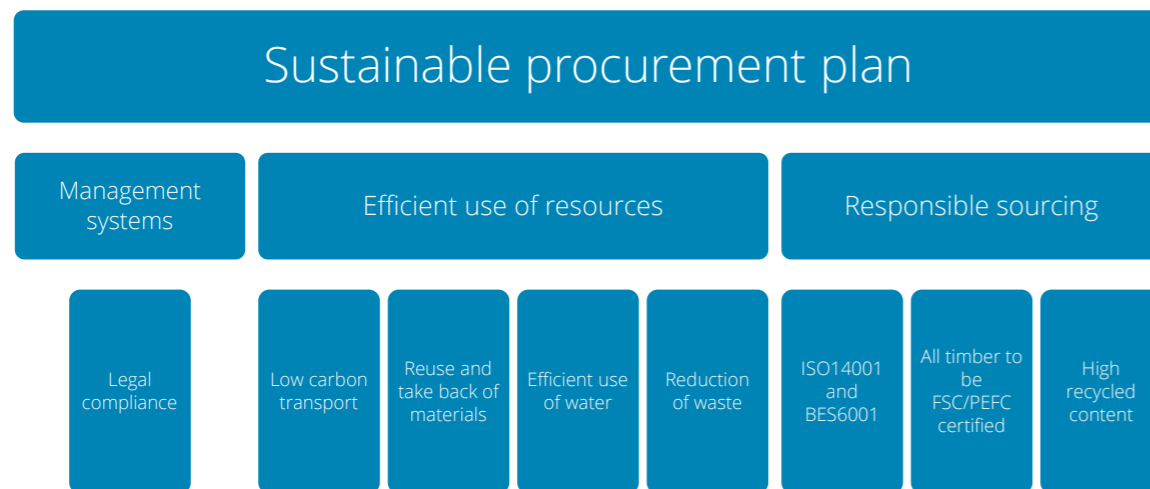 Sustainable procurement plan
Management
systems
Efficient use of resources
Responsible sourcing
Legal
compliance
Low carbon
transport
Reuse and
take back of
materials
Efficient use
of water
Reduction
of waste
ISO14001
and
BES6001
All timber to
be
FSC/PEFC
certified
High
recycled
content